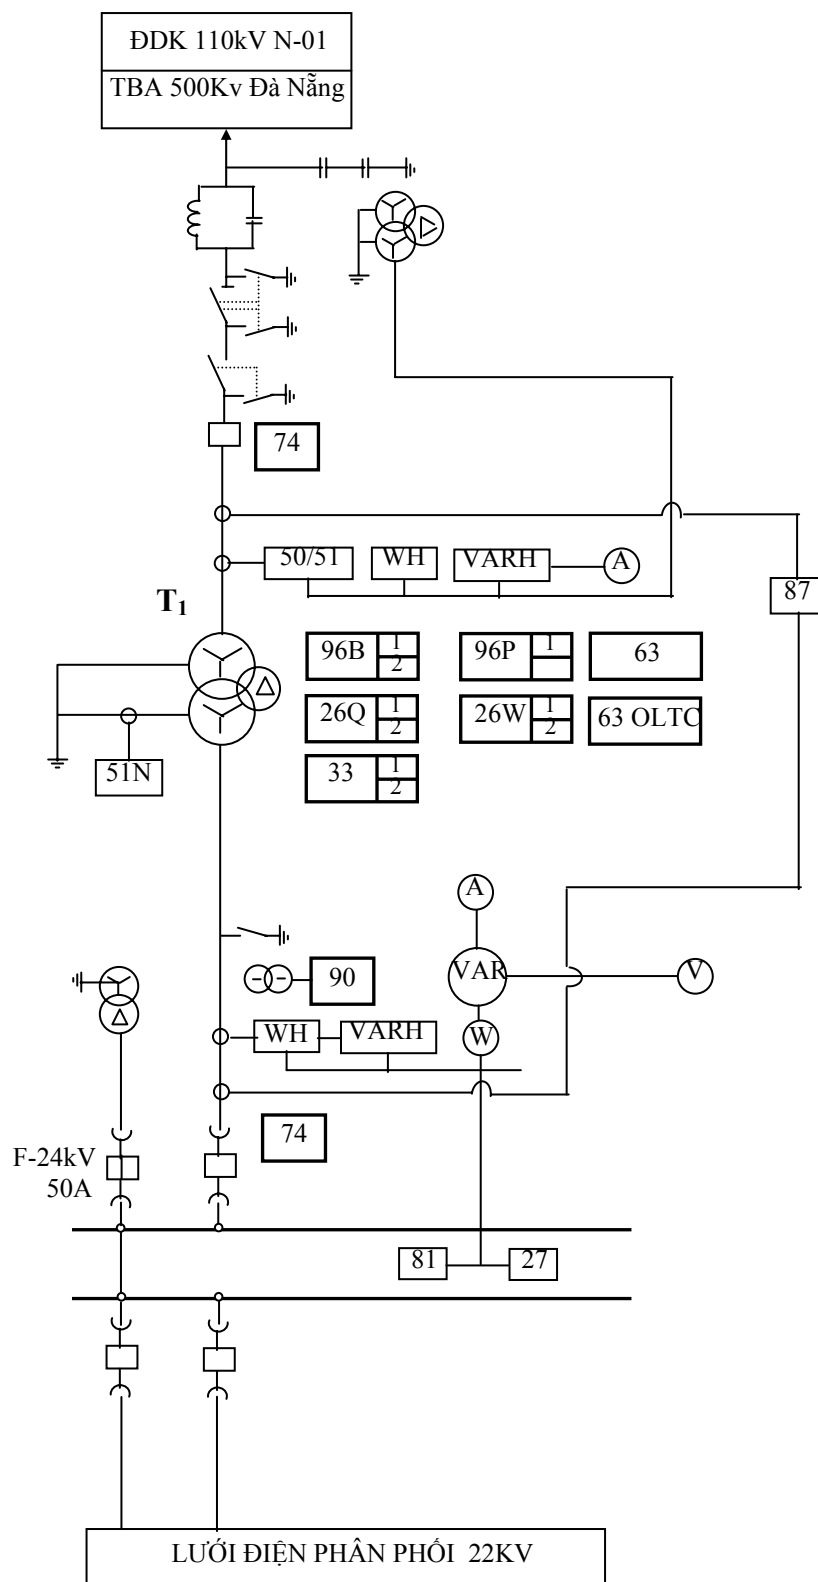 ĐDK 110kV N-01
TBA 500Kv Đà Nẵng
74
50/51
WH
VARH
A
87
T1
96B
1
2
96P
1
63
26Q
1
2
26W
1
2
63 OLTC
51N
33
1
2
A
90
VAR
V
WH
VARH
W
74
F-24kV
50A
81
27
LƯỚI ĐIỆN PHÂN PHỐI 22KV